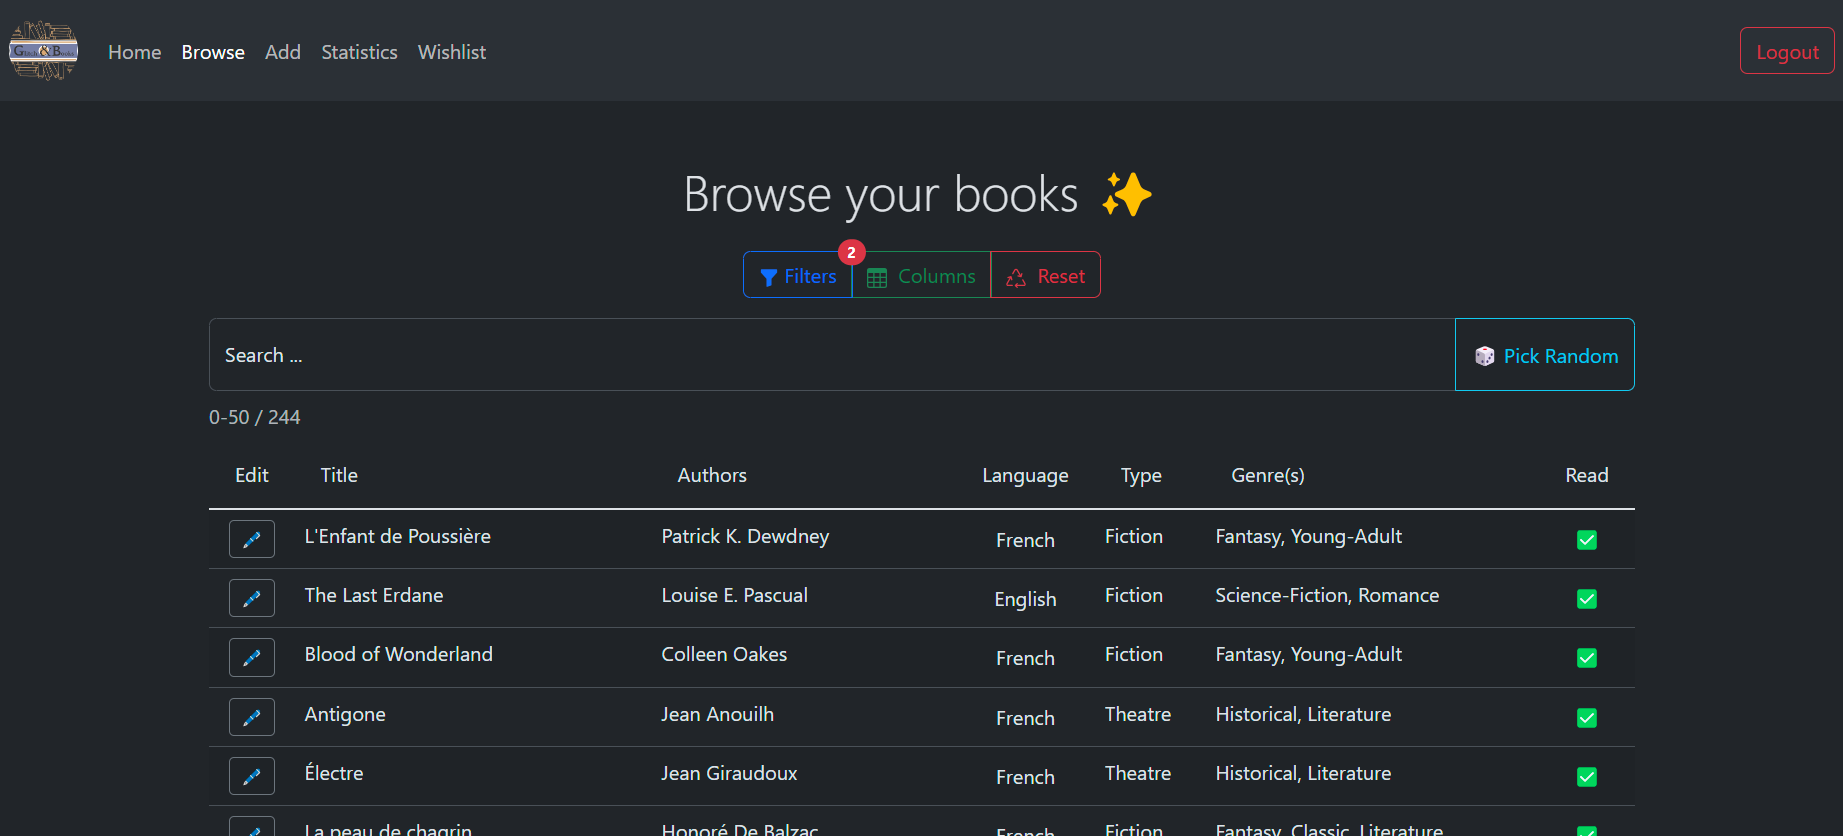 Home Browse Add Statistics Wishlist Logout
Browse your books ✨
2
Filters Columns Reset
Search ... Pick Random
0-50 / 244
Edit Title Authors Language Type Genre(s) Read
L'Enfant de Poussière Patrick K. Dewdney French Fiction Fantasy, Young-Adult
The Last Erdane Louise E. Pascual English Fiction Science-Fiction, Romance
Blood of Wonderland Colleen Oakes French Fiction Fantasy, Young-Adult
Antigone Jean Anouilh French Theatre Historical, Literature
Électre Jean Giraudoux French Theatre Historical, Literature
La peau de chagrin Honoré De Balzac French Fiction Fantasy, Classic, Literature